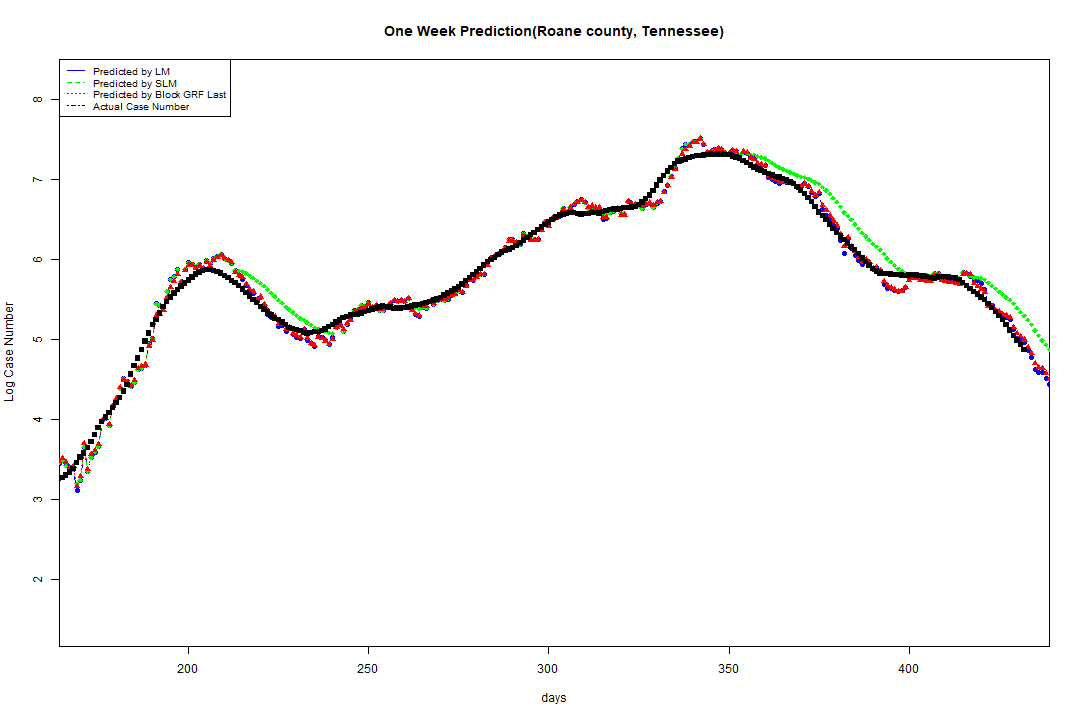 One Week Prediction(Roane county, Tennessee)
Predicted by LM
Predicted by SLM
Predicted by Block GRF Last
Actual Case Number
8
7
6
5
4
3
2
Log Case Number
200 250 300 350 400
days